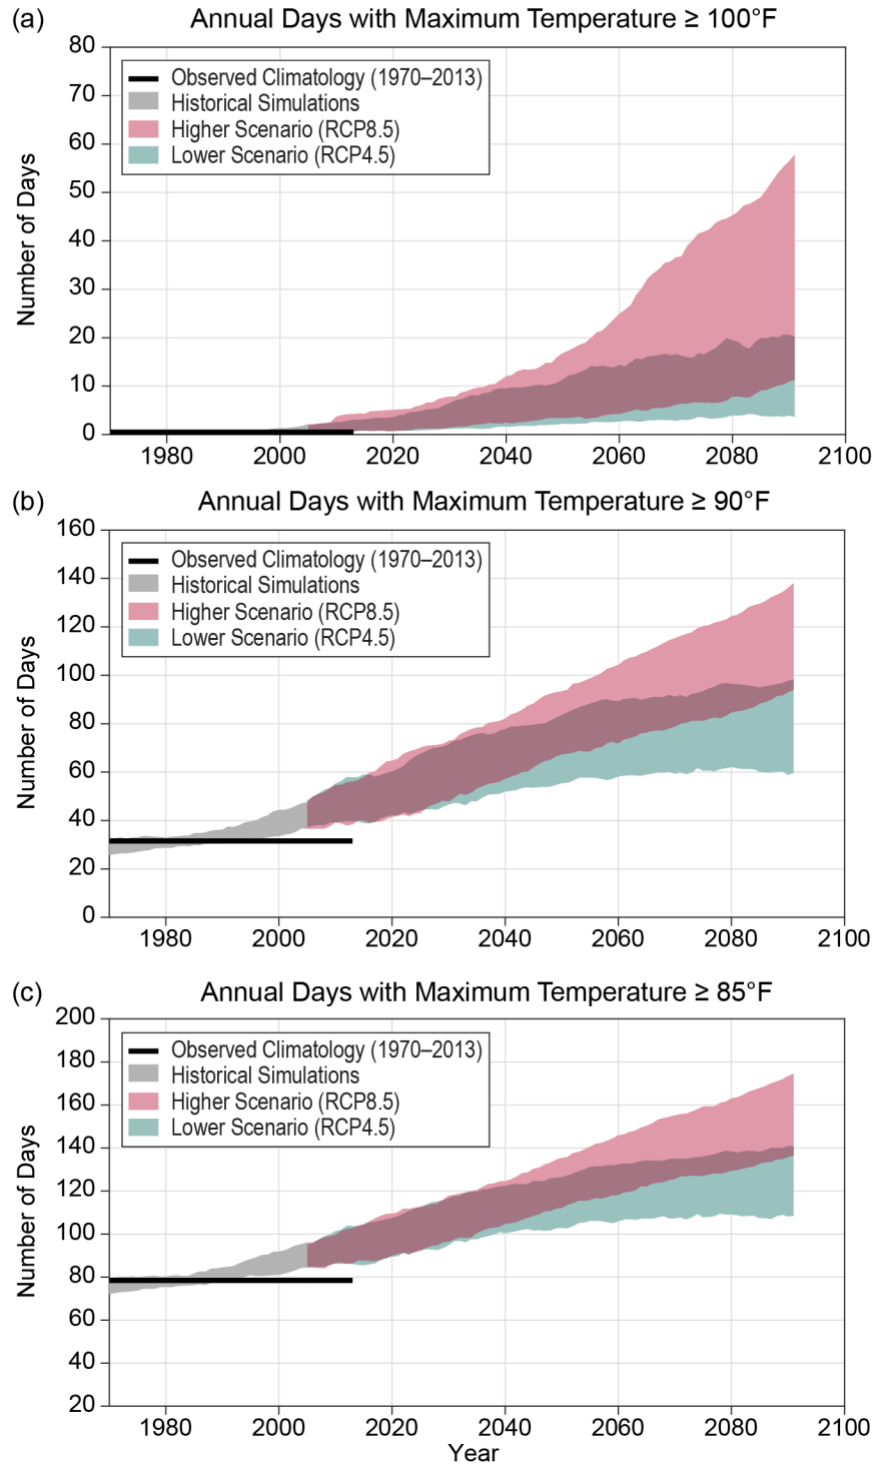 (a)
Annual Days with Maximum Temperature ≥ 100°F
80
70
60
50
40
30
20
10
0
Number of Days
Observed Climatology (1970–2013)
Historical Simulations
Higher Scenario (RCP8.5)
Lower Scenario (RCP4.5)
1980 2000 2020 2040 2060 2080 2100
(b)
Annual Days with Maximum Temperature ≥ 90°F
160
140
120
100
80
60
40
20
0
Number of Days
Observed Climatology (1970–2013)
Historical Simulations
Higher Scenario (RCP8.5)
Lower Scenario (RCP4.5)
1980 2000 2020 2040 2060 2080 2100
(c)
Annual Days with Maximum Temperature ≥ 85°F
200
180
160
140
120
100
80
60
40
20
Number of Days
Observed Climatology (1970–2013)
Historical Simulations
Higher Scenario (RCP8.5)
Lower Scenario (RCP4.5)
1980 2000 2020 2040 2060 2080 2100
Year